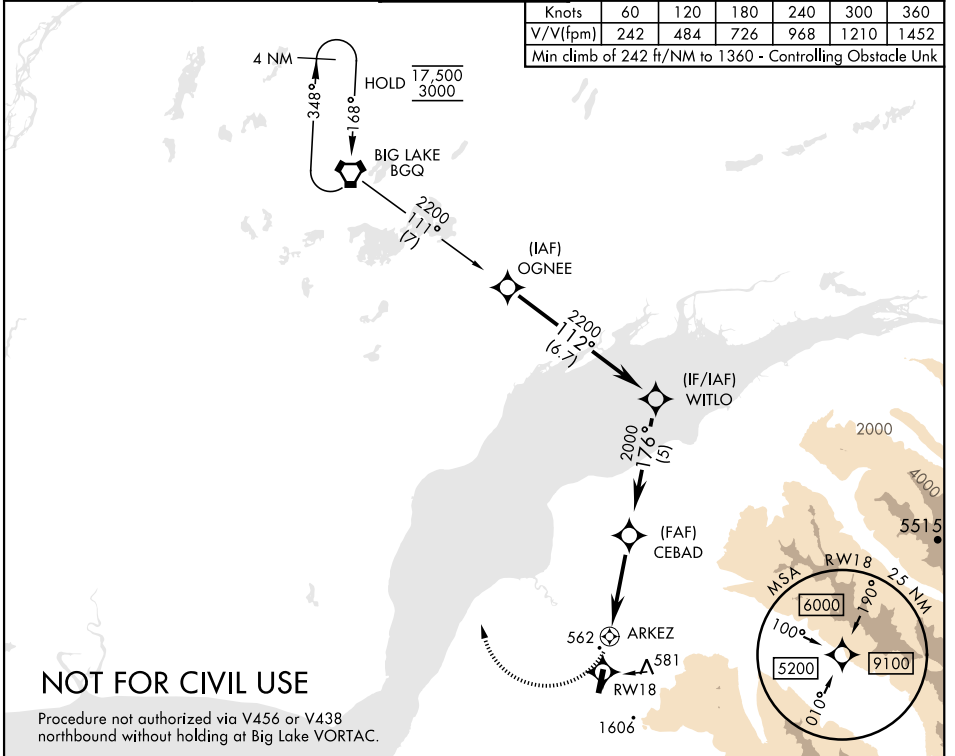 Knots 60 120 180 240 300 360
V/V(fpm) 242 484 726 968 1210 1452
Min climb of 242 ft/NM to 1360 - Controlling Obstacle Unk
4 NM
HOLD 17,500
3000
348°
168°
BIG LAKE
BGQ
2200
111°
(7)
(IAF)
OGNEE
2200
112°
(6.7)
(IF/IAF)
WITLO
2000
176°
(5)
2000
4000
5515
(FAF)
CEBAD
MSA RW18 25 NM
6000
190°
100°
5200
9100
010°
562
ARKEZ
581
RW18
1606
NOT FOR CIVIL USE
Procedure not authorized via V456 or V438
northbound without holding at Big Lake VORTAC.